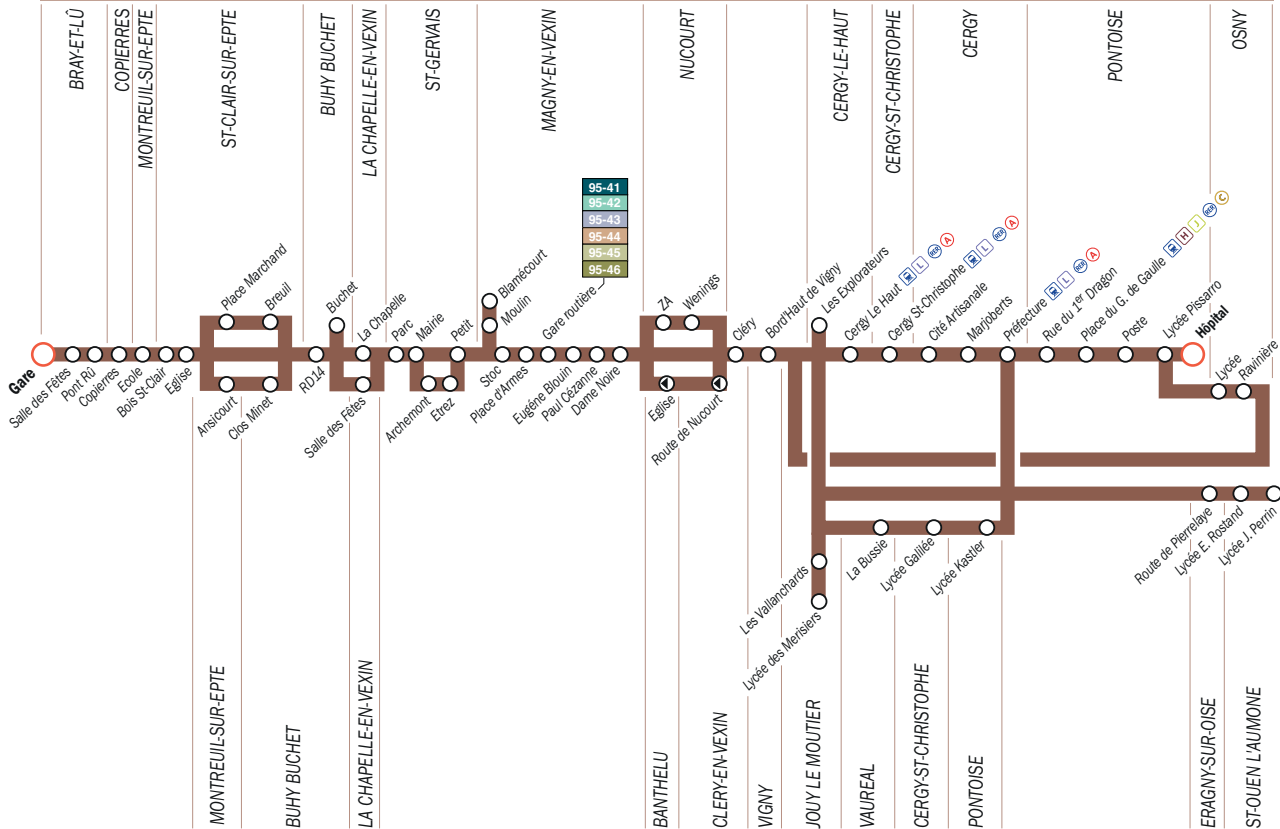 BRAY-ET-LÛ
COPIERRES
MONTREUIL-SUR-EPTE
ST-CLAIR-SUR-EPTE
BUHY BUCHET
LA CHAPELLE-EN-VEXIN
ST-GERVAIS
MAGNY-EN-VEXIN
NUCOURT
CERGY-LE-HAUT
CERGY-ST-CHRISTOPHE
CERGY
PONTOISE
OSNY
95-41
95-42
95-43
95-44
95-45
95-46
Gare
Salle des Fêtes
Pont Rû
Copierres
Ecole
Bois St-Clair
Eglise
Place Marchand
Breuil
Ansicourt
Clos Minet
RD14
Buchet
La Chapelle
Salle des Fêtes
Parc
Mairie
Petit
Archemont
Etrez
Blamécourt
Moulin
Stoc
Place d'Armes
Gare routière
Eugéne Blouin
Paul Cézanne
Dame Noire
ZA
Wenings
Eglise
Route de Nucourt
Cléry
Bord'Haut de Vigny
Les Explorateurs
Cergy Le Haut L RER A
Cergy St-Christophe L RER A
Cité Artisanale
Marjoberts
Préfecture L RER A
Rue du 1er Dragon
Place du G. de Gaulle H J RER C
Poste
Lycée Pissarro
Hôpital
Lycée
Ravinière
Route de Pierrelaye
Lycée E. Rostand
Lycée J. Perrin
La Bussie
Lycée Galilée
Lycée Kastler
Les Vallanchards
Lycée des Merisiers
MONTREUIL-SUR-EPTE
BUHY BUCHET
LA CHAPELLE-EN-VEXIN
BANTHELU
CLERY-EN-VEXIN
VIGNY
JOUY LE MOUTIER
VAUREAL
CERGY-ST-CHRISTOPHE
PONTOISE
ERAGNY-SUR-OISE
ST-OUEN L'AUMONE